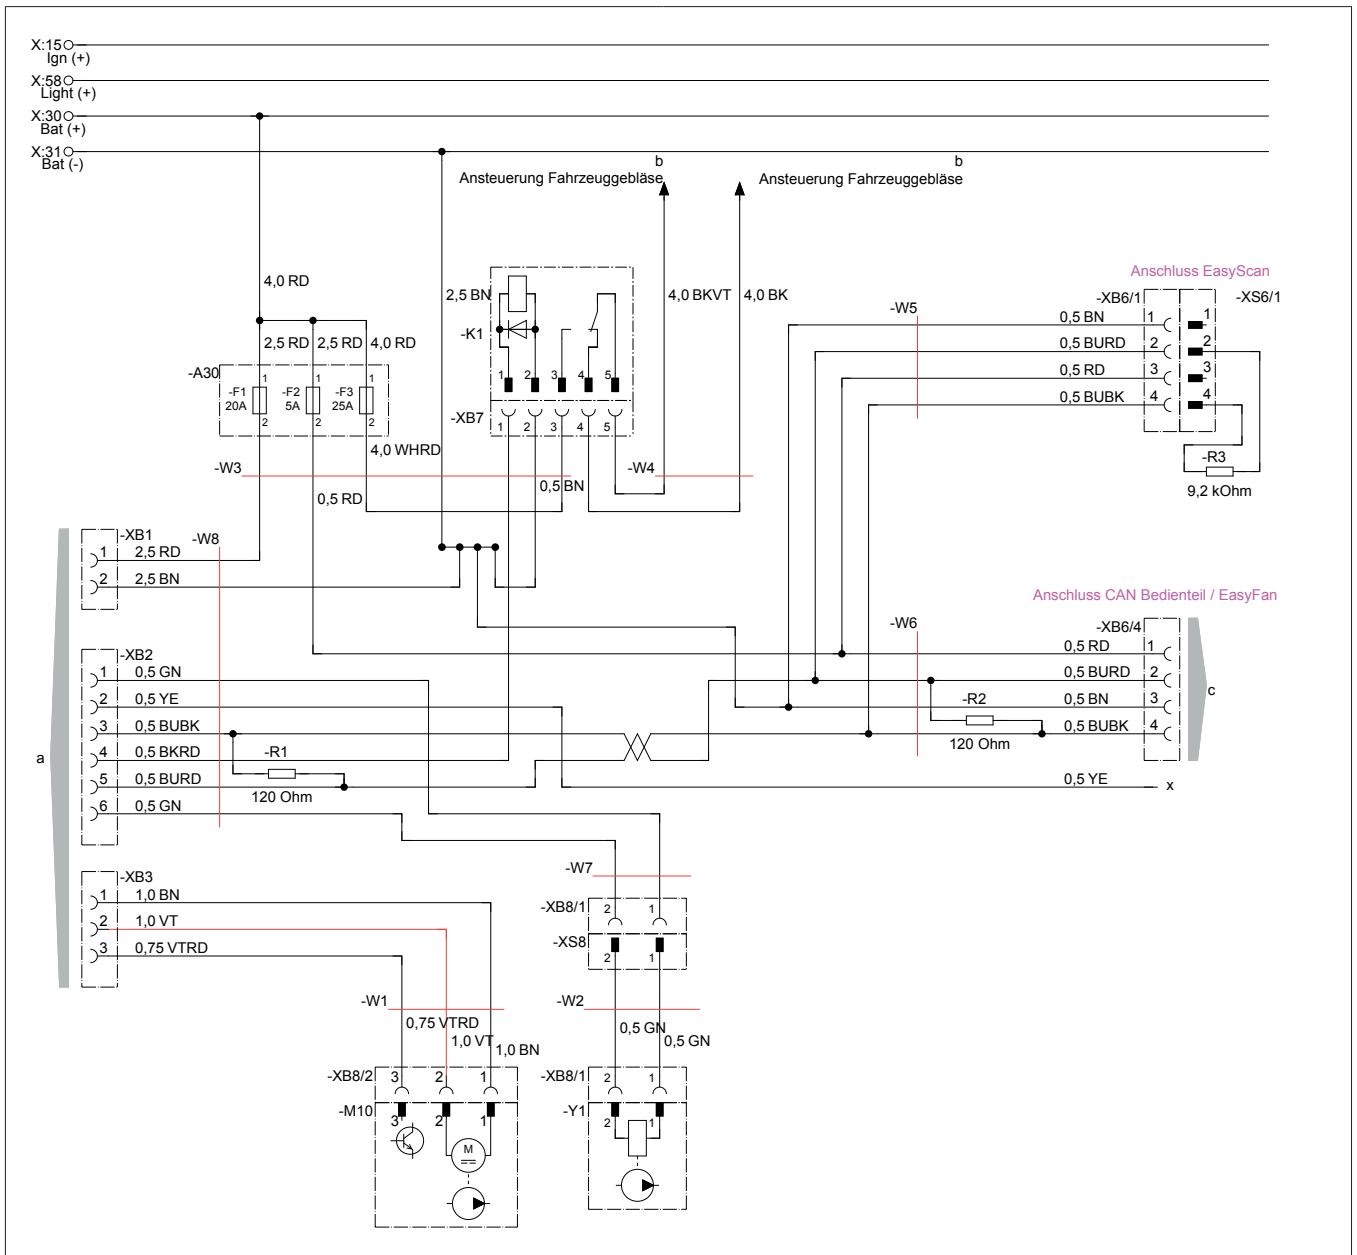 X:15
Ign (+)
X:58
Light (+)
X:30
Bat (+)
X:31
Bat (-)
b
b
Ansteuerung Fahrzeuggebläse
Ansteuerung Fahrzeuggebläse
4,0 RD
2,5 BN
4,0 BKVT
4,0 BK
-K1
1
2
3
4
5
-XB7
1
2
3
4
5
2,5 RD
2,5 RD
4,0 RD
-A30
1
1
1
-F1
20A
-F2
5A
-F3
25A
2
2
2
4,0 WHRD
-W3
0,5 BN
-W4
0,5 RD
Anschluss EasyScan
-XB6/1
-XS6/1
-W5
0,5 BN
1
1
0,5 BURD
2
2
0,5 RD
3
3
0,5 BUBK
4
4
-R3
9,2 kOhm
-XB1
-W8
1
2,5 RD
2
2,5 BN
Anschluss CAN Bedienteil / EasyFan
-W6
-XB6/4
0,5 RD
1
0,5 BURD
2
0,5 BN
3
0,5 BUBK
4
c
-R2
120 Ohm
0,5 YE
x
a
-XB2
1
0,5 GN
2
0,5 YE
3
0,5 BUBK
4
0,5 BKRD
5
0,5 BURD
6
0,5 GN
-R1
120 Ohm
-XB3
1
1,0 BN
2
1,0 VT
3
0,75 VTRD
-W7
-XB8/1
2
1
-XS8
2
1
-W1
0,75 VTRD
1,0 VT
1,0 BN
-W2
0,5 GN
0,5 GN
-XB8/2
3
2
1
-M10
3
2
1
M
-XB8/1
2
1
-Y1
2
1